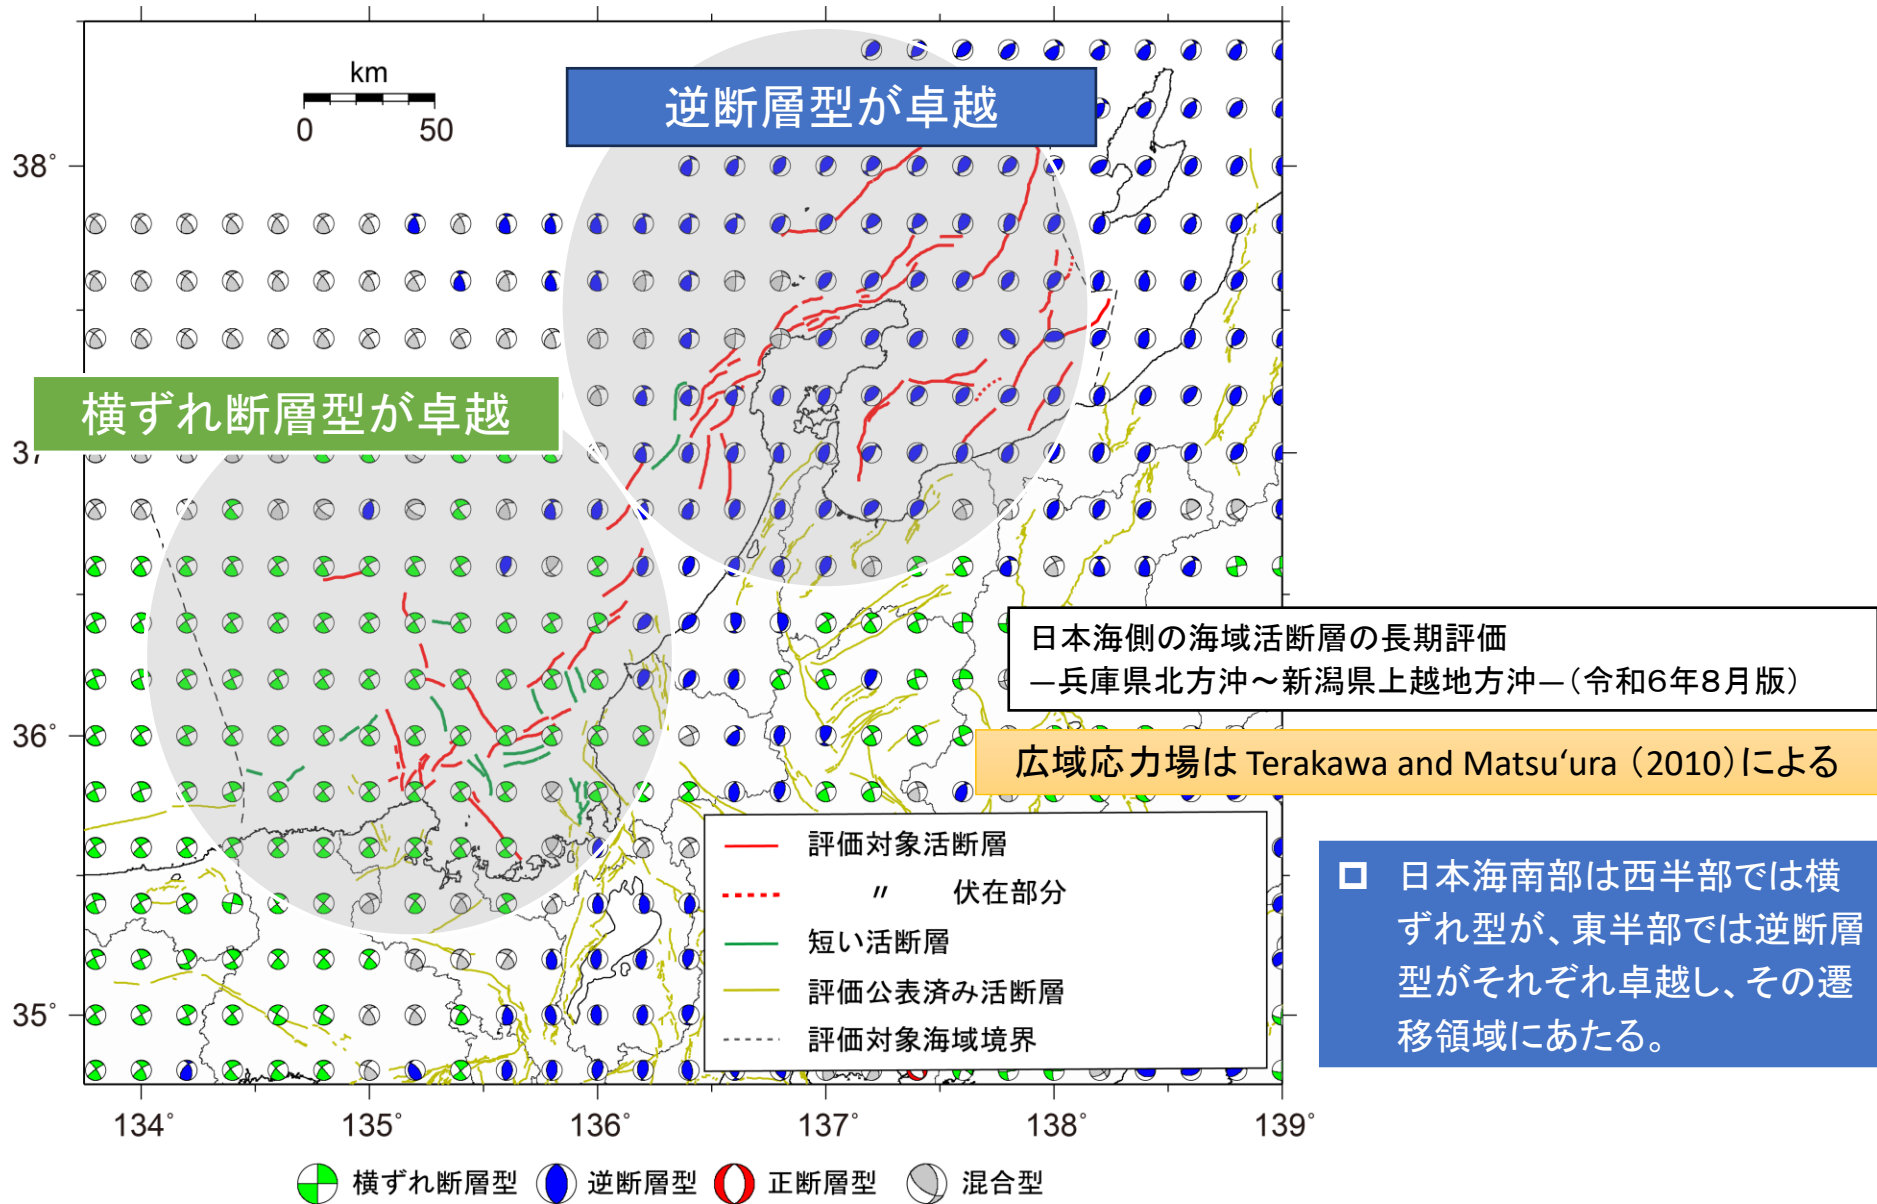 km
0 50
逆断層型が卓越
38°
横ずれ断層型が卓越
37
36°
35°
134° 135° 136° 137° 138° 139°
日本海側の海域活断層の長期評価
―兵庫県北方沖～新潟県上越地方沖―（令和６年８月版）
広域応力場は Terakawa and Matsu‘ura （2010）による
評価対象活断層
〃 伏在部分
短い活断層
評価公表済み活断層
評価対象海域境界
日本海南部は西半部では横
ずれ型が、東半部では逆断層
型がそれぞれ卓越し、その遷
移領域にあたる。
横ずれ断層型 逆断層型 正断層型 混合型